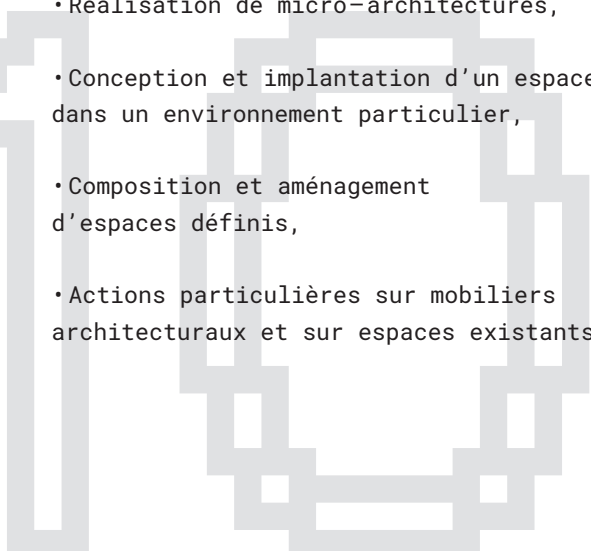 • Réalisation de micro-architectures,
• Conception et implantation d’un espace
dans un environnement particulier,
• Composition et aménagement
d’espaces définis,
• Actions particulières sur mobiliers
architecturaux et sur espaces existants